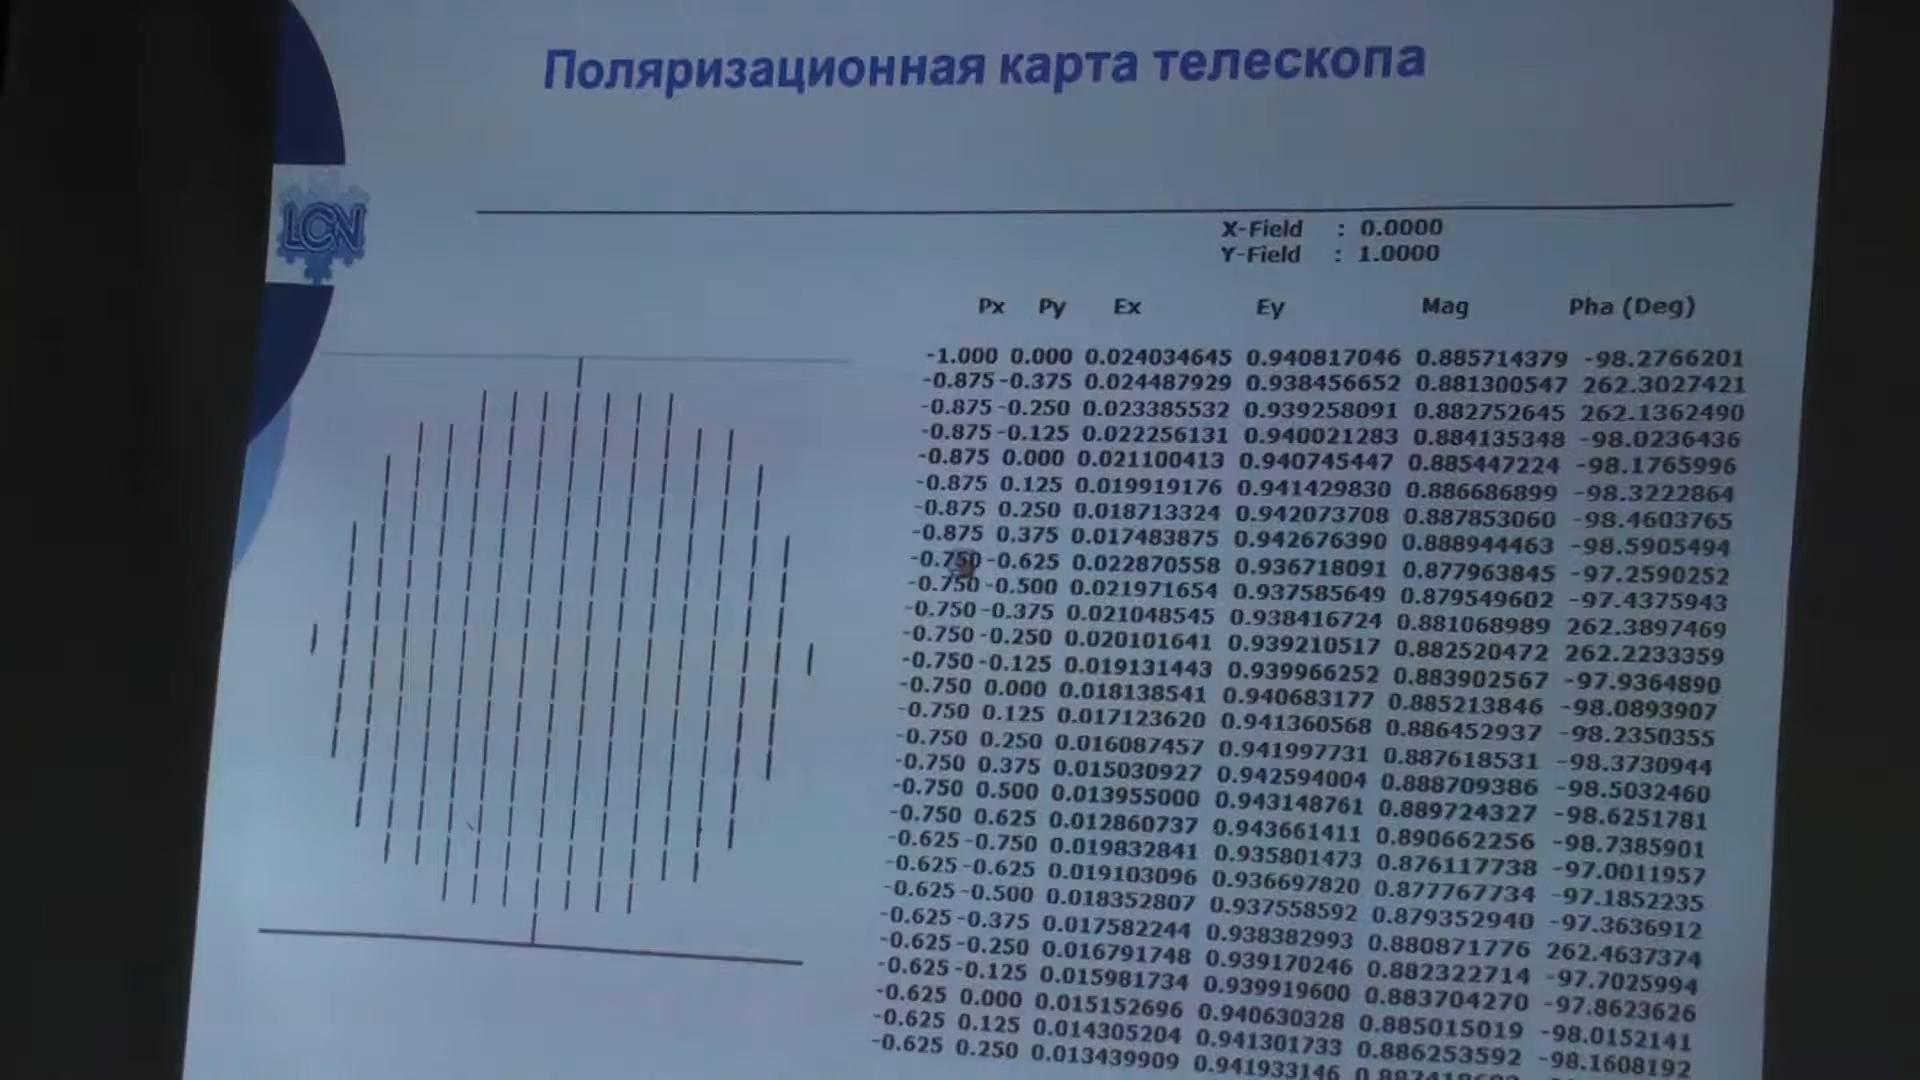 Поляризационная карта телескопа
LCN
X-Field : 0.0000
Y-Field : 1.0000
Px Py Ex Ey Mag Pha (Deg)
-1.000 0.000 0.024034645 0.940817046 0.885714379 -98.2766201
-0.875 -0.375 0.024487929 0.938456652 0.881300547 262.3027421
-0.875 -0.250 0.023385532 0.939258091 0.882752645 262.1362490
-0.875 -0.125 0.022256131 0.940021283 0.884135348 -98.0236436
-0.875 0.000 0.021100413 0.940745447 0.885447224 -98.1765996
-0.875 0.125 0.019919176 0.941429830 0.886686899 -98.3222864
-0.875 0.250 0.018713324 0.942073708 0.887853060 -98.4603765
-0.875 0.375 0.017483875 0.942676390 0.888944463 -98.5905494
-0.750 -0.625 0.022870558 0.936718091 0.877963845 -97.2590252
-0.750 -0.500 0.021971654 0.937585649 0.879549602 -97.4375943
-0.750 -0.375 0.021048545 0.938416724 0.881068989 262.3897469
-0.750 -0.250 0.020101641 0.939210517 0.882520472 262.2233359
-0.750 -0.125 0.019131443 0.939966252 0.883902567 -97.9364890
-0.750 0.000 0.018138541 0.940683177 0.885213846 -98.0893907
-0.750 0.125 0.017123620 0.941360568 0.886452937 -98.2350355
-0.750 0.250 0.016087457 0.941997731 0.887618531 -98.3730944
-0.750 0.375 0.015030927 0.942594004 0.888709386 -98.5032460
-0.750 0.500 0.013955000 0.943148761 0.889724327 -98.6251781
-0.750 0.625 0.012860737 0.943661411 0.890662256 -98.7385901
-0.625 -0.750 0.019832841 0.935801473 0.876117738 -97.0011957
-0.625 -0.625 0.019103096 0.936697820 0.877767734 -97.1852235
-0.625 -0.500 0.018352807 0.937558592 0.879352940 -97.3636912
-0.625 -0.375 0.017582244 0.938382993 0.880871776 262.4637374
-0.625 -0.250 0.016791748 0.939170246 0.882322714 -97.7025994
-0.625 -0.125 0.015981734 0.939919600 0.883704270 -97.8623626
-0.625 0.000 0.015152696 0.940630328 0.885015019 -98.0152141
-0.625 0.125 0.014305204 0.941301733 0.886253592 -98.1608192
-0.625 0.250 0.013439909 0.941933146